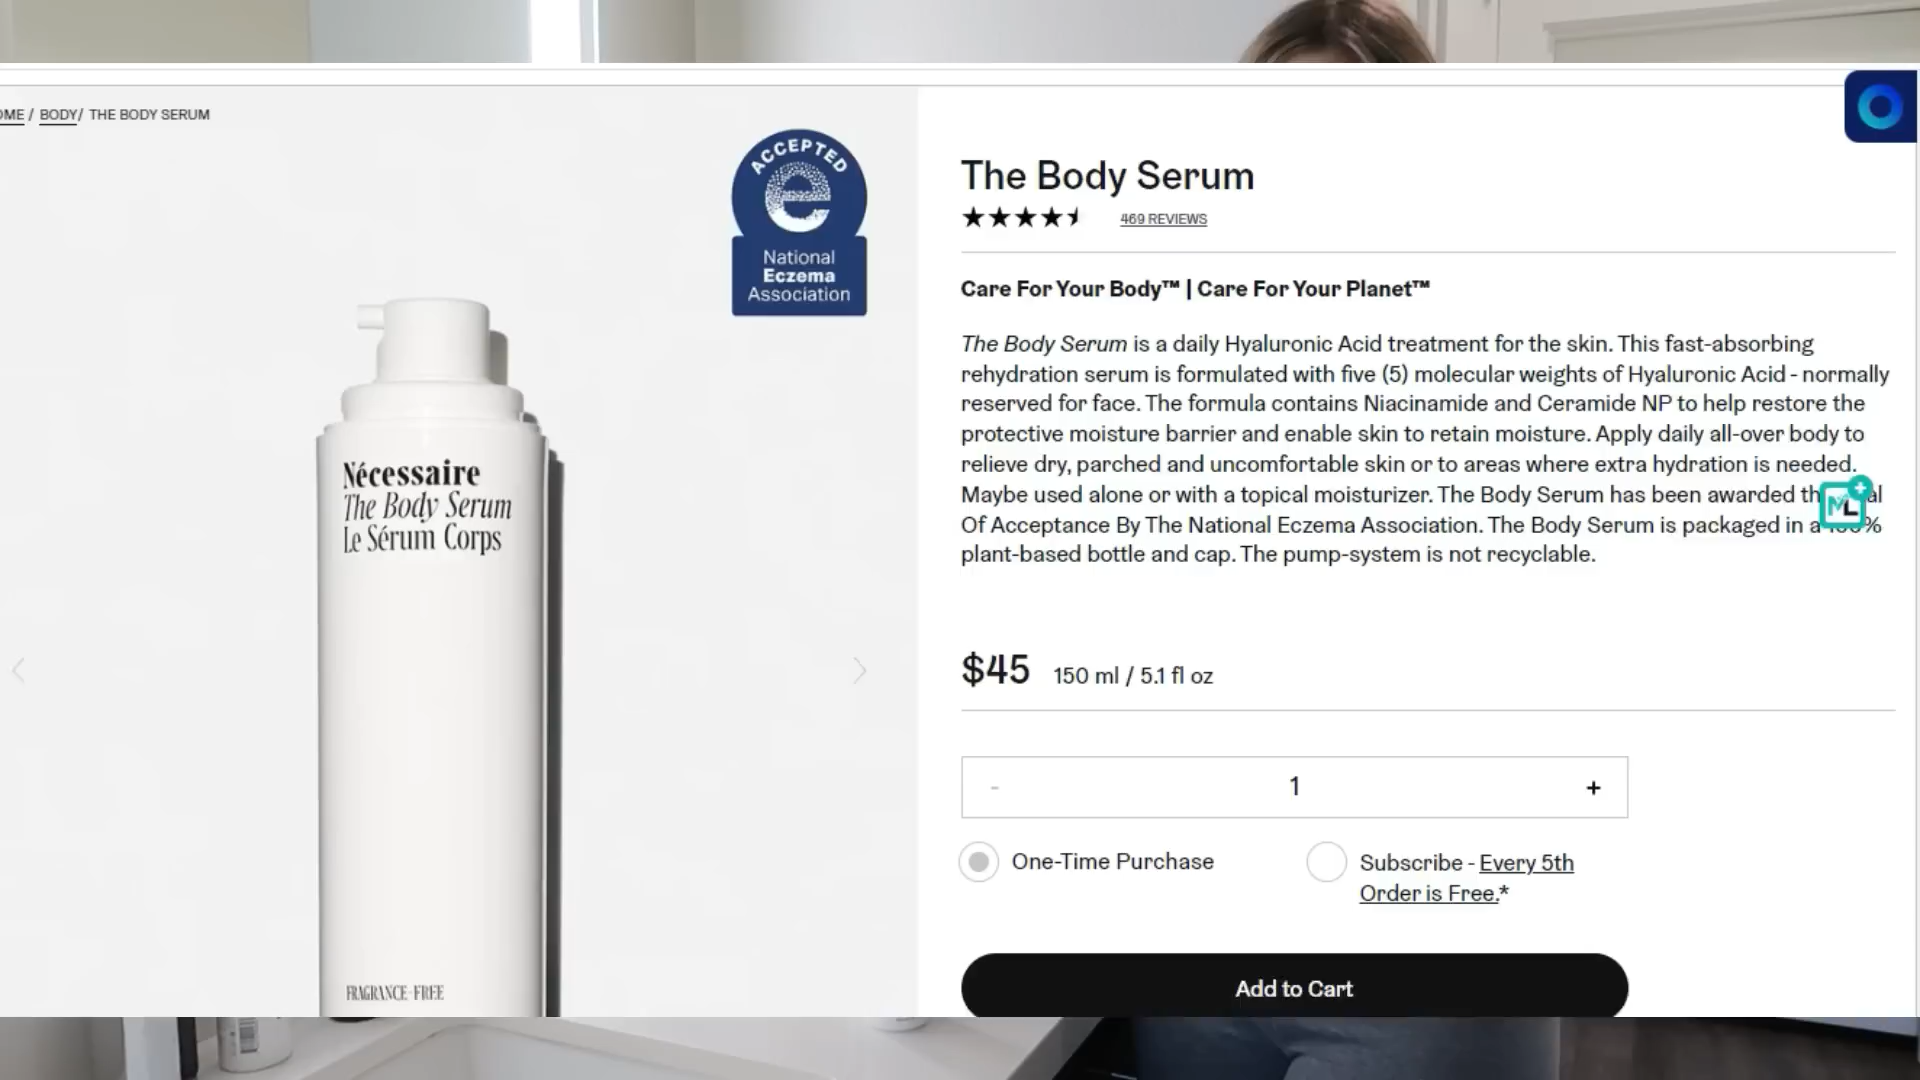 OME / BODY/ THE BODY SERUM
ACCEPTED
National
Eczema
Association
Nécessaire
The Body Serum
Le Sérum Corps
FRAGRANCE-FREE
The Body Serum
469 REVIEWS
Care For Your Body™ | Care For Your Planet™
The Body Serum is a daily Hyaluronic Acid treatment for the skin. This fast-absorbing
rehydration serum is formulated with five (5) molecular weights of Hyaluronic Acid - normally
reserved for face. The formula contains Niacinamide and Ceramide NP to help restore the
protective moisture barrier and enable skin to retain moisture. Apply daily all-over body to
relieve dry, parched and uncomfortable skin or to areas where extra hydration is needed.
Maybe used alone or with a topical moisturizer. The Body Serum has been awarded
Of Acceptance By The National Eczema Association. The Body Serum is packaged in a
plant-based bottle and cap. The pump-system is not recyclable.
ML
$45 150 ml / 5.1 fl oz
- 1 +
One-Time Purchase
Subscribe - Every 5th
Order is Free.*
Add to Cart